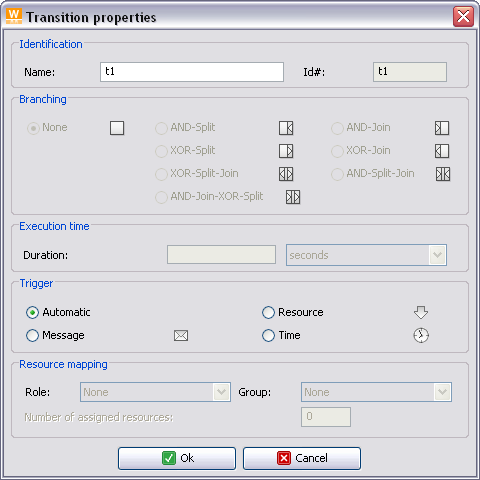 Transition properties
Identification
Name: t1 Id#: t1
Branching
None AND-Split AND-Join
XOR-Split XOR-Join
XOR-Split-Join AND-Split-Join
AND-Join-XOR-Split
Execution time
Duration: seconds
Trigger
Automatic Resource
Message Time
Resource mapping
Role: None Group: None
Number of assigned resources: 0
Ok Cancel